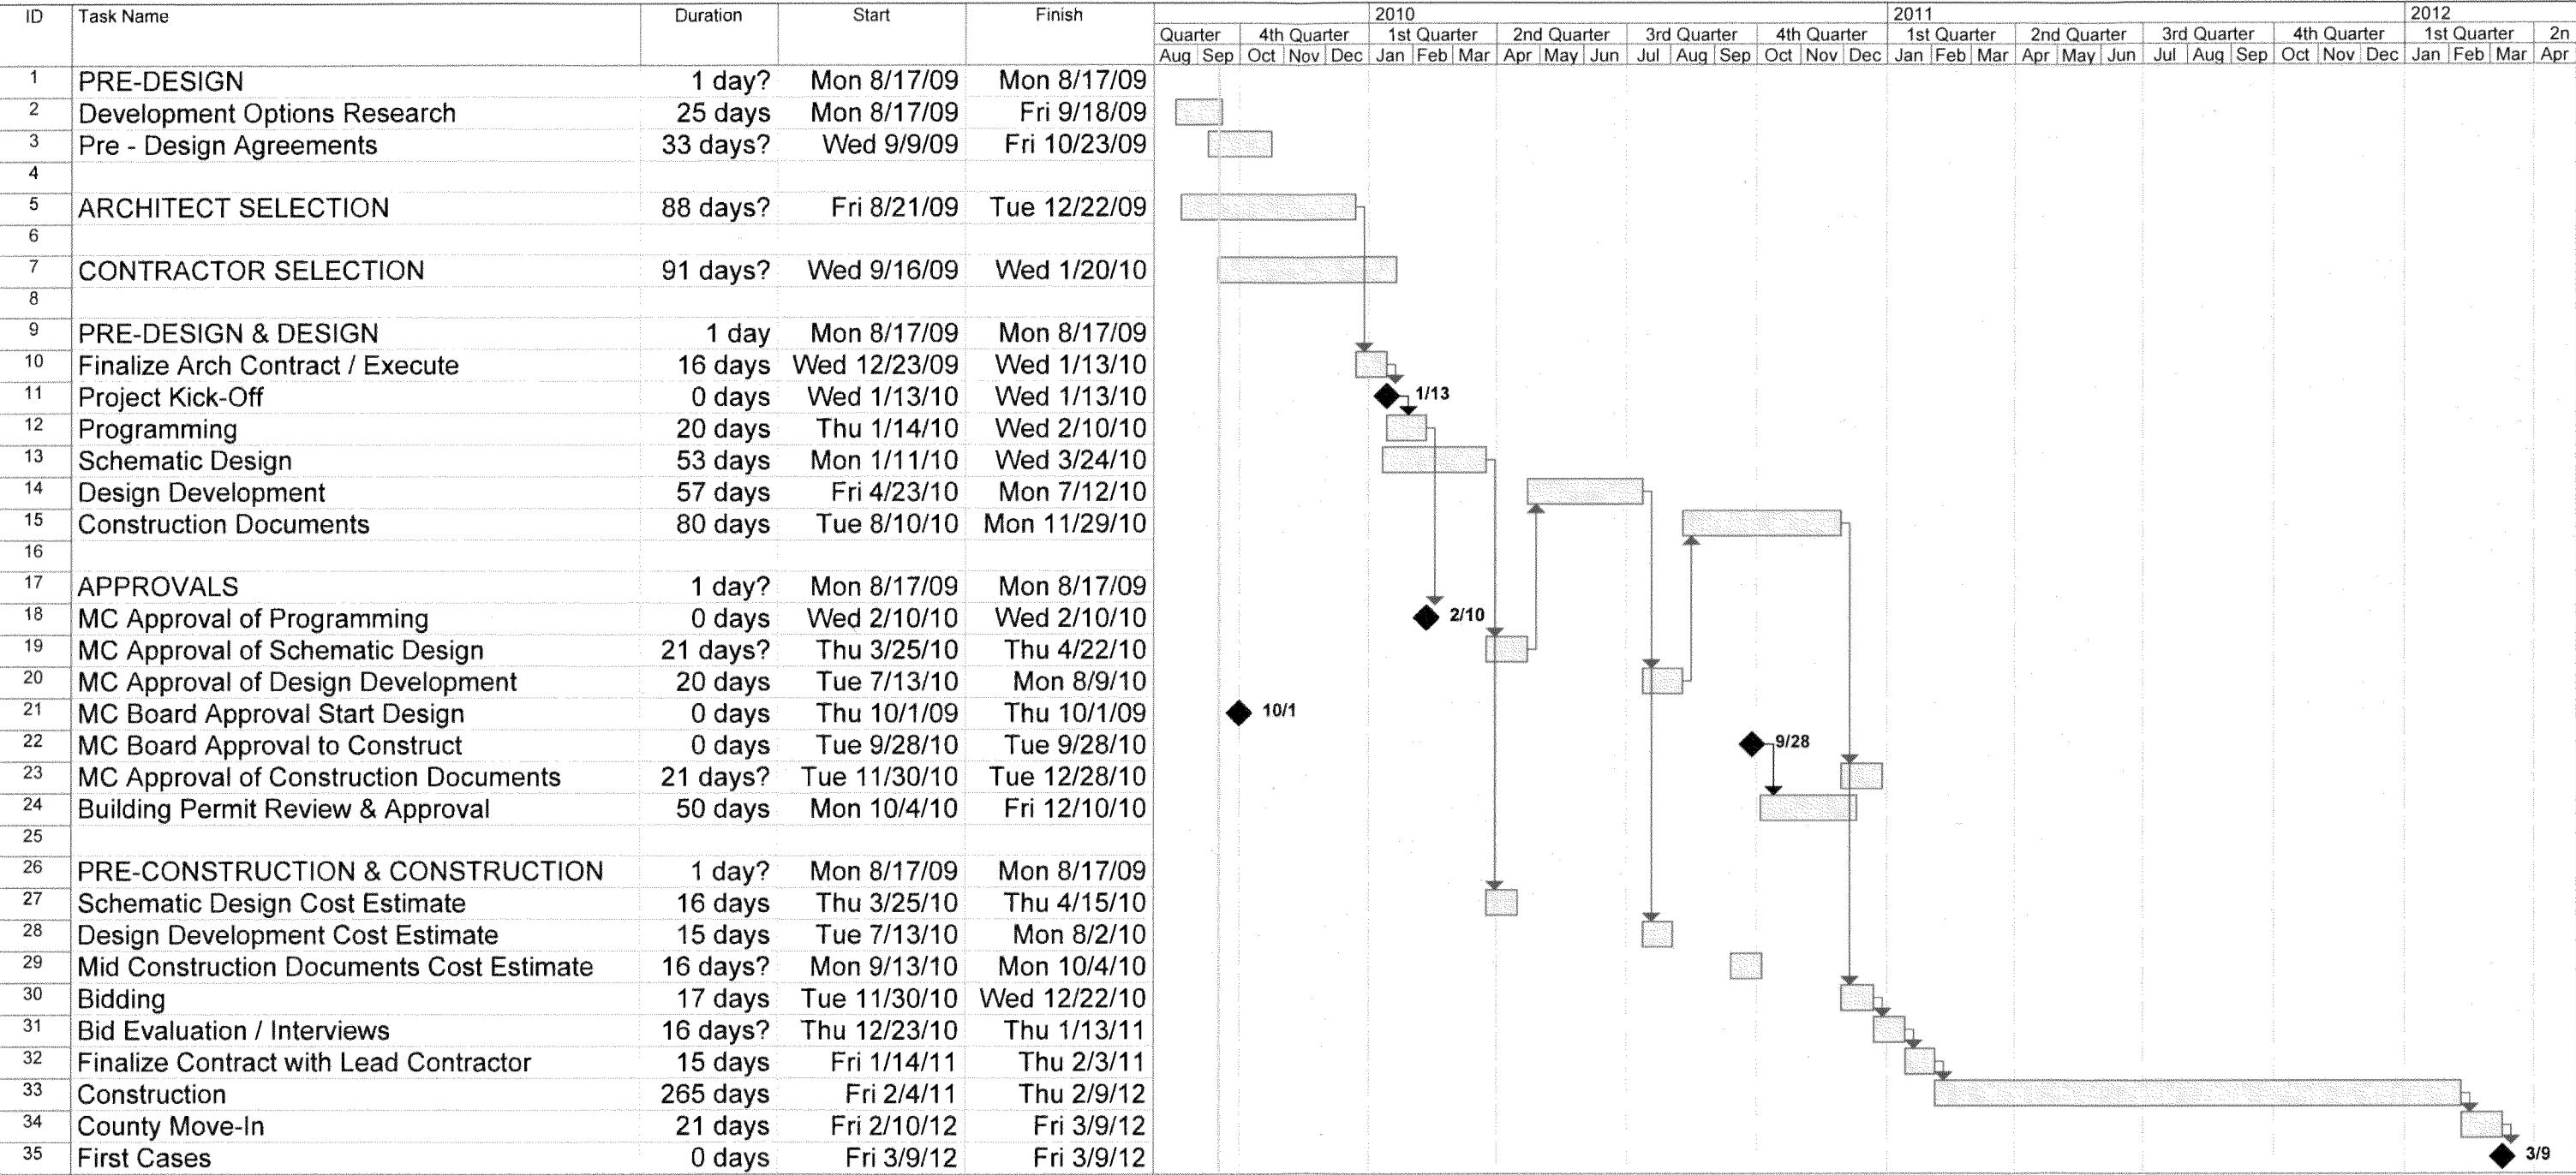 ID Task Name Duration Start Finish 2010 2011 2012
Quarter 4th Quarter 1st Quarter 2nd Quarter 3rd Quarter 4th Quarter 1st Quarter 2nd Quarter 3rd Quarter 4th Quarter 1st Quarter 2n
Aug Sep Oct Nov Dec Jan Feb Mar Apr May Jun Jul Aug Sep Oct Nov Dec Jan Feb Mar Apr May Jun Jul Aug Sep Oct Nov Dec Jan Feb Mar Apr
1 PRE-DESIGN 1 day? Mon 8/17/09 Mon 8/17/09
2 Development Options Research 25 days Mon 8/17/09 Fri 9/18/09
3 Pre - Design Agreements 33 days? Wed 9/9/09 Fri 10/23/09
4
5 ARCHITECT SELECTION 88 days? Fri 8/21/09 Tue 12/22/09
6
7 CONTRACTOR SELECTION 91 days? Wed 9/16/09 Wed 1/20/10
8
9 PRE-DESIGN & DESIGN 1 day Mon 8/17/09 Mon 8/17/09
10 Finalize Arch Contract / Execute 16 days Wed 12/23/09 Wed 1/13/10
11 Project Kick-Off 0 days Wed 1/13/10 Wed 1/13/10 1/13
12 Programming 20 days Thu 1/14/10 Wed 2/10/10
13 Schematic Design 53 days Mon 1/11/10 Wed 3/24/10
14 Design Development 57 days Fri 4/23/10 Mon 7/12/10
15 Construction Documents 80 days Tue 8/10/10 Mon 11/29/10
16
17 APPROVALS 1 day? Mon 8/17/09 Mon 8/17/09
18 MC Approval of Programming 0 days Wed 2/10/10 Wed 2/10/10 2/10
19 MC Approval of Schematic Design 21 days? Thu 3/25/10 Thu 4/22/10
20 MC Approval of Design Development 20 days Tue 7/13/10 Mon 8/9/10
21 MC Board Approval Start Design 0 days Thu 10/1/09 Thu 10/1/09 10/1
22 MC Board Approval to Construct 0 days Tue 9/28/10 Tue 9/28/10 9/28
23 MC Approval of Construction Documents 21 days? Tue 11/30/10 Tue 12/28/10
24 Building Permit Review & Approval 50 days Mon 10/4/10 Fri 12/10/10
25
26 PRE-CONSTRUCTION & CONSTRUCTION 1 day? Mon 8/17/09 Mon 8/17/09
27 Schematic Design Cost Estimate 16 days Thu 3/25/10 Thu 4/15/10
28 Design Development Cost Estimate 15 days Tue 7/13/10 Mon 8/2/10
29 Mid Construction Documents Cost Estimate 16 days? Mon 9/13/10 Mon 10/4/10
30 Bidding 17 days Tue 11/30/10 Wed 12/22/10
31 Bid Evaluation / Interviews 16 days? Thu 12/23/10 Thu 1/13/11
32 Finalize Contract with Lead Contractor 15 days Fri 1/14/11 Thu 2/3/11
33 Construction 265 days Fri 2/4/11 Thu 2/9/12
34 County Move-In 21 days Fri 2/10/12 Fri 3/9/12
35 First Cases 0 days Fri 3/9/12 Fri 3/9/12 3/9